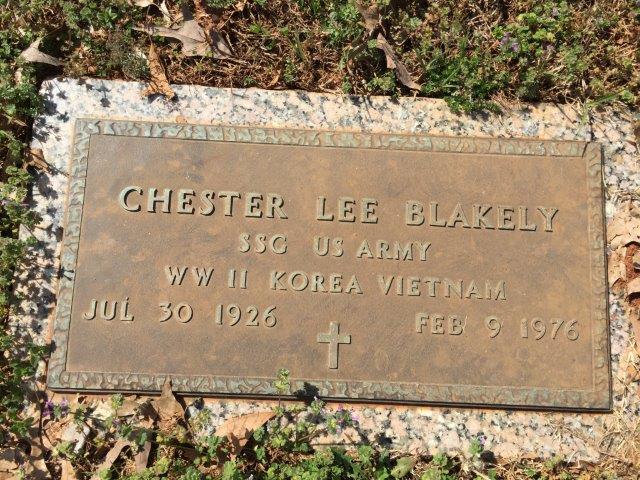 CHESTER LEE BLAKELY
SSG US ARMY
WW II KOREA VIETNAM
JUL 30 1926 FEB 9 1976